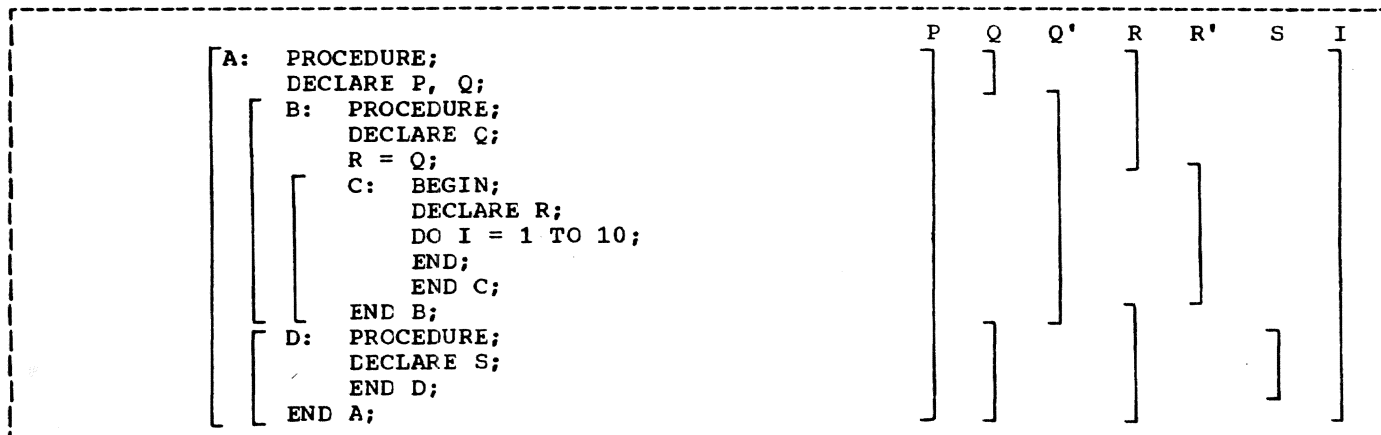 P Q Q' R R' S I
A: PROCEDURE;
DECLARE P, Q;
B: PROCEDURE;
DECLARE Q;
R = Q;
C: BEGIN;
DECLARE R;
DO I = 1 TO 10;
END;
END C;
END B;
D: PROCEDURE;
DECLARE S;
END D;
END A;